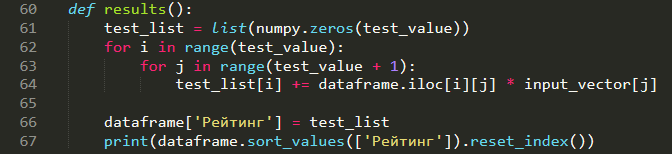 60 def results():
61     test_list = list(numpy.zeros(test_value))
62     for i in range(test_value):
63         for j in range(test_value + 1):
64             test_list[i] += dataframe.iloc[i][j] * input_vector[j]
65
66     dataframe['Рейтинг'] = test_list
67     print(dataframe.sort_values(['Рейтинг']).reset_index())